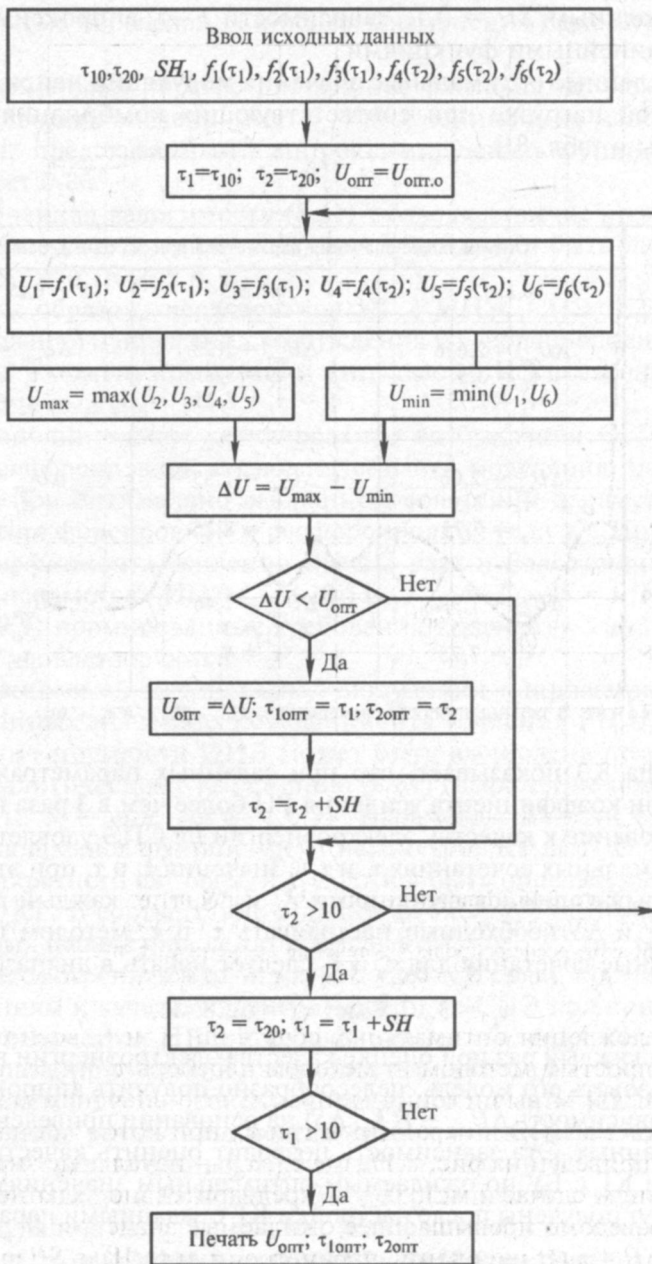 Ввод исходных данных
τ₁₀, τ₂₀, SH₁, f₁(τ₁), f₂(τ₁), f₃(τ₁), f₄(τ₂), f₅(τ₂), f₆(τ₂)
τ₁=τ₁₀; τ₂=τ₂₀; Uопт=Uопт.о
U₁=f₁(τ₁); U₂=f₂(τ₁); U₃=f₃(τ₁); U₄=f₄(τ₂); U₅=f₅(τ₂); U₆=f₆(τ₂)
Umax= max(U₂, U₃, U₄, U₅)
Umin= min(U₁, U₆)
ΔU = Umax − Umin
ΔU < Uопт
Нет
Да
Uопт =ΔU; τ₁опт = τ₁; τ₂опт = τ₂
τ₂=τ₂ +SH
τ₂ >10
Нет
Да
τ₂ = τ₂₀, τ₁ = τ₁ +SH
τ₁ >10
Нет
Да
Печать Uопт; τ₁опт; τ₂опт